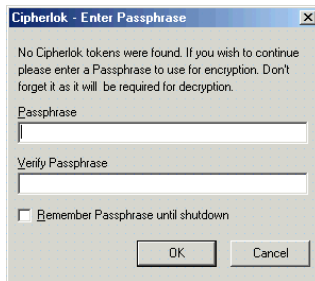 Cipherlok - Enter Passphrase
No Cipherlok tokens were found. If you wish to continue
please enter a Passphrase to use for encryption. Don't
forget it as it will be required for decryption.
Passphrase
Verify Passphrase
Remember Passphrase until shutdown
OK
Cancel